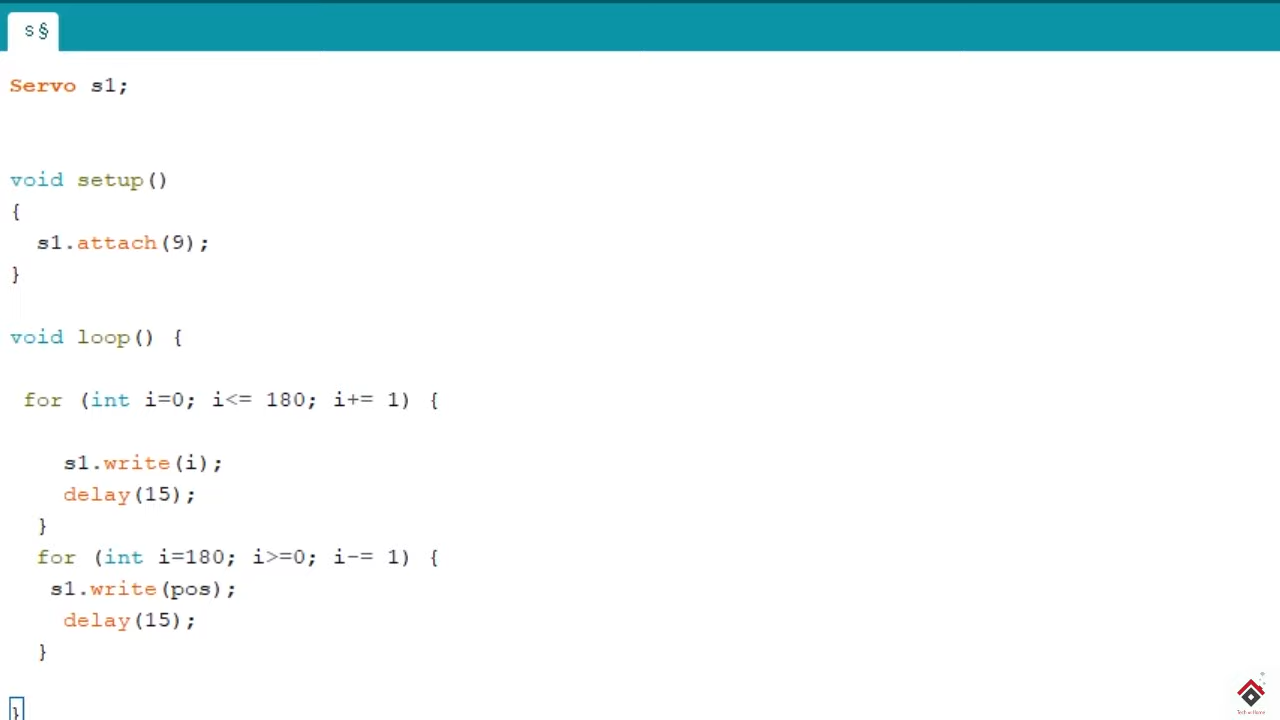 s§
Servo s1;
void setup()
{
s1.attach(9);
}
void loop() {
for (int i=0; i<= 180; i+= 1) {
s1.write(i);
delay(15);
}
for (int i=180; i>=0; i-= 1) {
s1.write(pos);
delay(15);
}
}